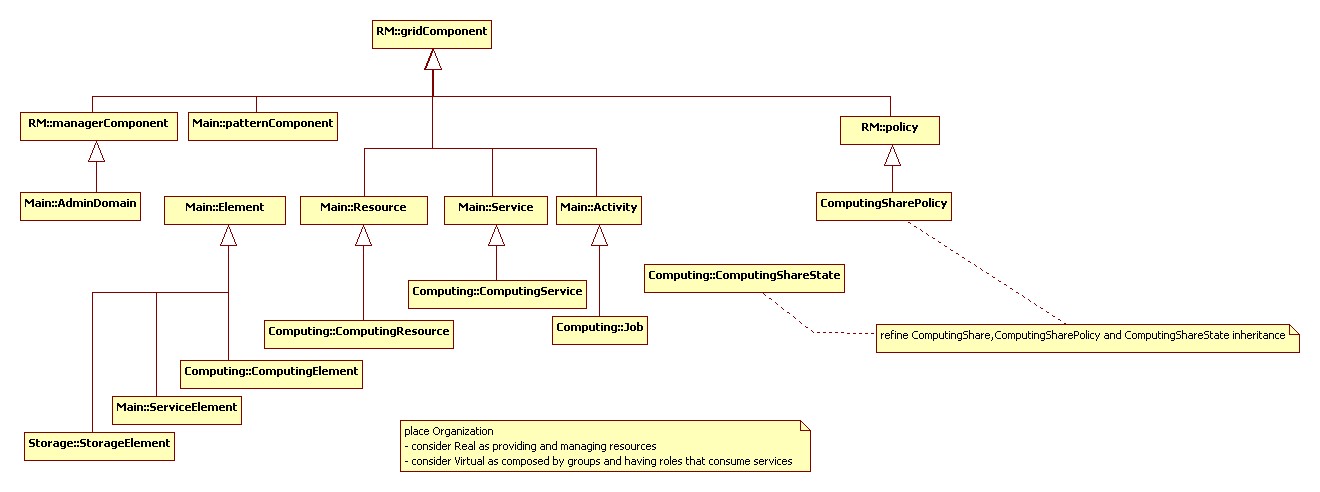 RM::gridComponent
RM::managerComponent
Main::patternComponent
RM::policy
Main::AdminDomain
Main::Element
Main::Resource
Main::Service
Main::Activity
ComputingSharePolicy
Computing::ComputingShareState
Computing::ComputingService
Computing::ComputingResource
Computing::Job
refine ComputingShare,ComputingSharePolicy and ComputingShareState inheritance
Computing::ComputingElement
Main::ServiceElement
Storage::StorageElement
place Organization
- consider Real as providing and managing resources
- consider Virtual as composed by groups and having roles that consume services